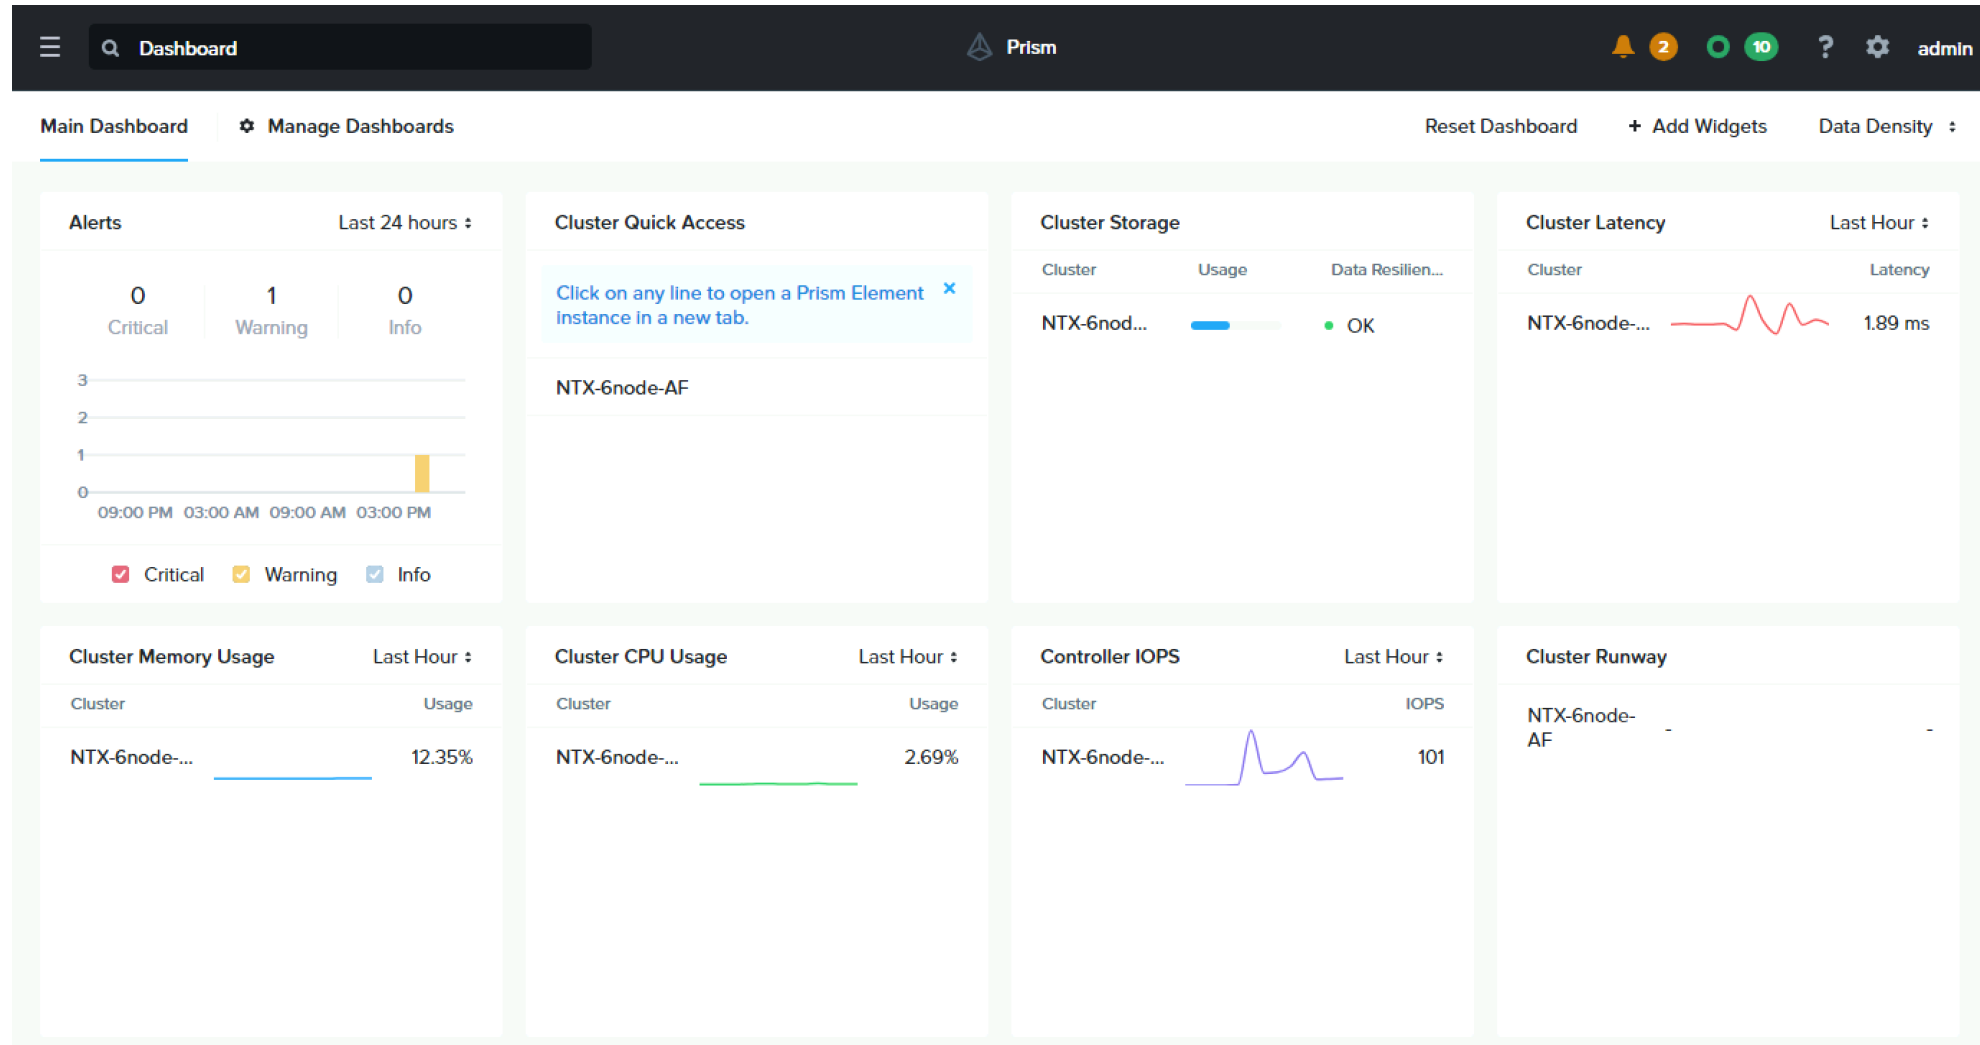 Dashboard
Prism
2
10
?
admin
Main Dashboard
Manage Dashboards
Reset Dashboard
+ Add Widgets
Data Density
Alerts
Last 24 hours
0
1
0
Critical
Warning
Info
3
2
1
0
09:00 PM 03:00 AM 09:00 AM 03:00 PM
Critical
Warning
Info
Cluster Quick Access
Click on any line to open a Prism Element
instance in a new tab.
NTX-6node-AF
Cluster Storage
Cluster Usage Data Resilien...
NTX-6nod... OK
Cluster Latency
Last Hour
Cluster Latency
NTX-6node-... 1.89 ms
Cluster Memory Usage
Last Hour
Cluster Usage
NTX-6node-... 12.35%
Cluster CPU Usage
Last Hour
Cluster Usage
NTX-6node-... 2.69%
Controller IOPS
Last Hour
Cluster IOPS
NTX-6node-... 101
Cluster Runway
NTX-6node-
AF - -